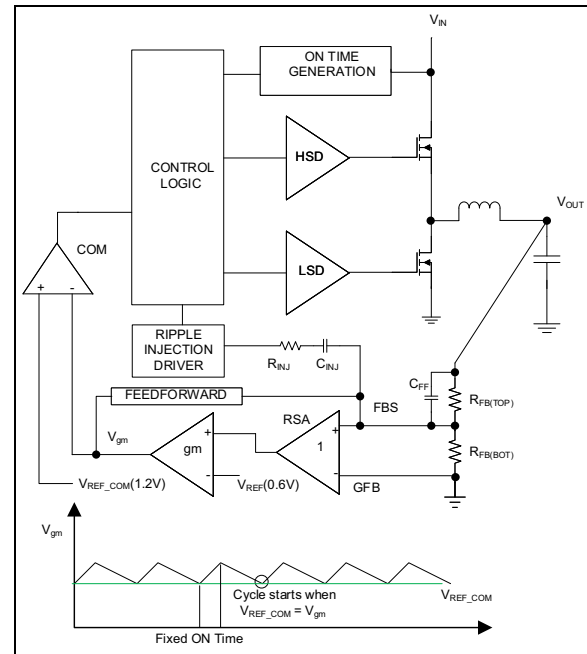 V_IN
ON TIME
GENERATION
CONTROL
LOGIC
HSD
V_OUT
COM
LSD
+
-
RIPPLE
INJECTION
DRIVER
R_INJ
C_INJ
C_FF
R_FB(TOP)
FEEDFORWARD
FBS
RSA
V_gm
gm
+
-
1
+
-
R_FB(BOT)
V_REF_COM(1.2V)
V_REF(0.6V)
GFB
V_gm
Cycle starts when
V_REF_COM = V_gm
V_REF_COM
Fixed ON Time